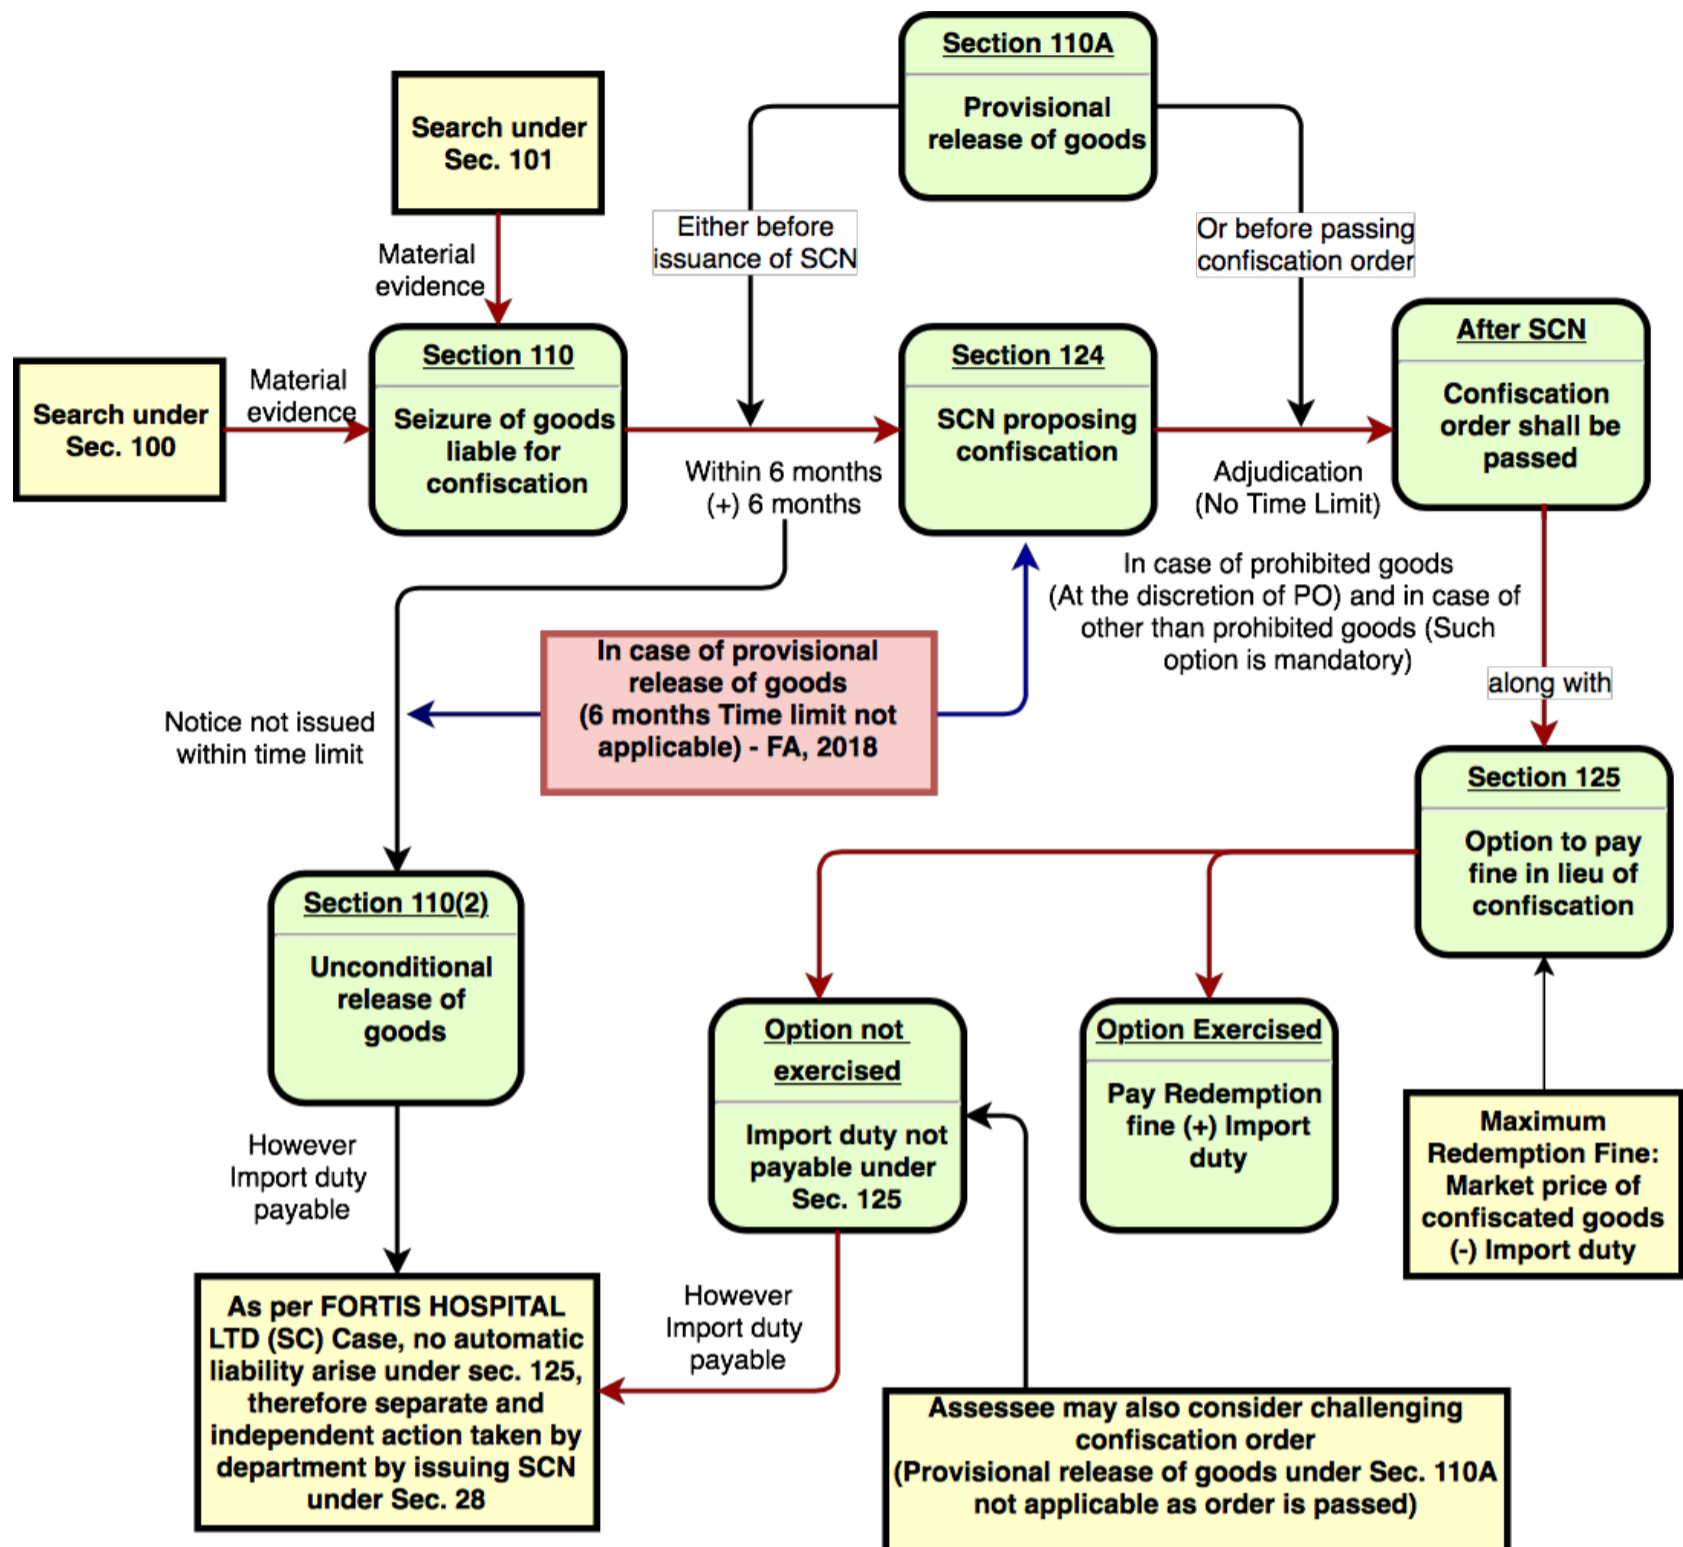 Section 110A
Provisional
release of goods
Search under
Sec. 101
Either before
issuance of SCN
Or before passing
confiscation order
Material
evidence
Search under
Sec. 100
Material
evidence
Section 110
Seizure of goods
liable for
confiscation
Within 6 months
(+) 6 months
Section 124
SCN proposing
confiscation
Adjudication
(No Time Limit)
After SCN
Confiscation
order shall be
passed
In case of prohibited goods
(At the discretion of PO) and in case of
other than prohibited goods (Such
option is mandatory)
along with
In case of provisional
release of goods
(6 months Time limit not
applicable) - FA, 2018
Notice not issued
within time limit
Section 125
Option to pay
fine in lieu of
confiscation
Section 110(2)
Unconditional
release of
goods
Option not
exercised
Import duty not
payable under
Sec. 125
Option Exercised
Pay Redemption
fine (+) Import
duty
Maximum
Redemption Fine:
Market price of
confiscated goods
(-) Import duty
However
Import duty
payable
However
Import duty
payable
As per FORTIS HOSPITAL
LTD (SC) Case, no automatic
liability arise under sec. 125,
therefore separate and
independent action taken by
department by issuing SCN
under Sec. 28
Assessee may also consider challenging
confiscation order
(Provisional release of goods under Sec. 110A
not applicable as order is passed)